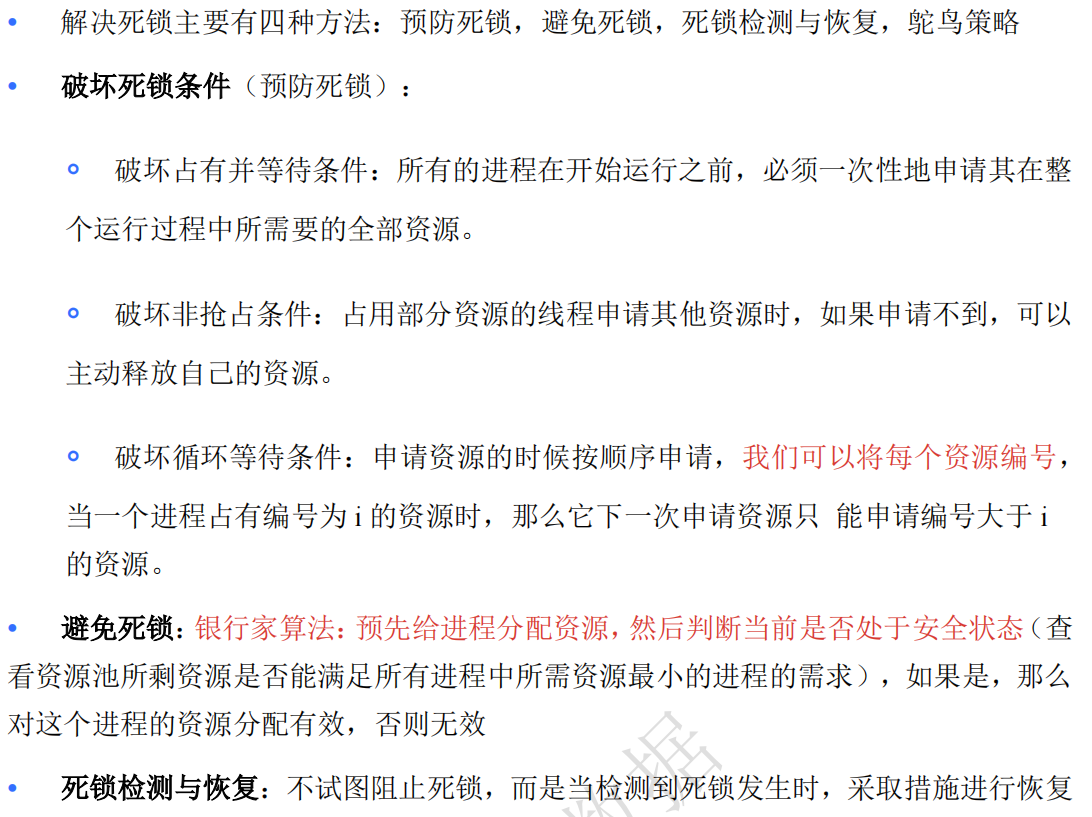 • 解决死锁主要有四种方法：预防死锁，避免死锁，死锁检测与恢复，鸵鸟策略
• 破坏死锁条件（预防死锁）：
○ 破坏占有并等待条件：所有的进程在开始运行之前，必须一次性地申请其在整
个运行过程中所需要的全部资源。
○ 破坏非抢占条件：占用部分资源的线程申请其他资源时，如果申请不到，可以
主动释放自己的资源。
○ 破坏循环等待条件：申请资源的时候按顺序申请，我们可以将每个资源编号，
当一个进程占有编号为 i 的资源时，那么它下一次申请资源只 能申请编号大于 i
的资源。
• 避免死锁：银行家算法：预先给进程分配资源，然后判断当前是否处于安全状态（查
看资源池所剩资源是否能满足所有进程中所需资源最小的进程的需求），如果是，那么
对这个进程的资源分配有效，否则无效
• 死锁检测与恢复：不试图阻止死锁，而是当检测到死锁发生时，采取措施进行恢复
据